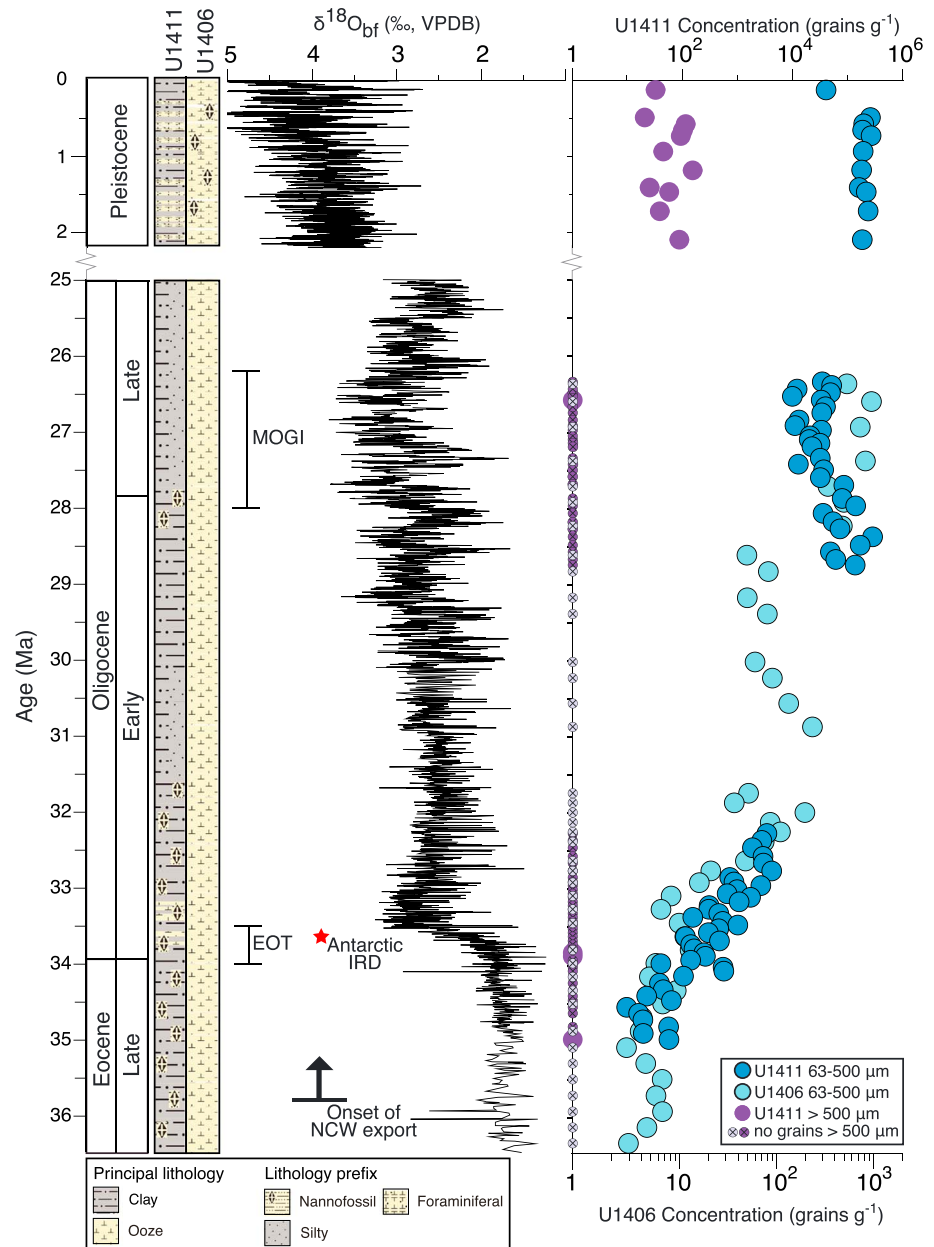 U1411
U1406
δ18Obf (‰, VPDB)
5 4 3 2
U1411 Concentration (grains g-1)
1 10² 10⁴ 10⁶
0
1
2
Pleistocene
25
26
27
28
29
30
31
32
33
34
35
36
Age (Ma)
Oligocene
Eocene
Late
Early
Late
MOGI
EOT
Antarctic
IRD
Onset of
NCW export
U1411 63-500 µm
U1406 63-500 µm
U1411 > 500 µm
no grains > 500 µm
1 10 10² 10³
U1406 Concentration (grains g-1)
Principal lithology
Clay
Ooze
Lithology prefix
Nannofossil
Foraminiferal
Silty